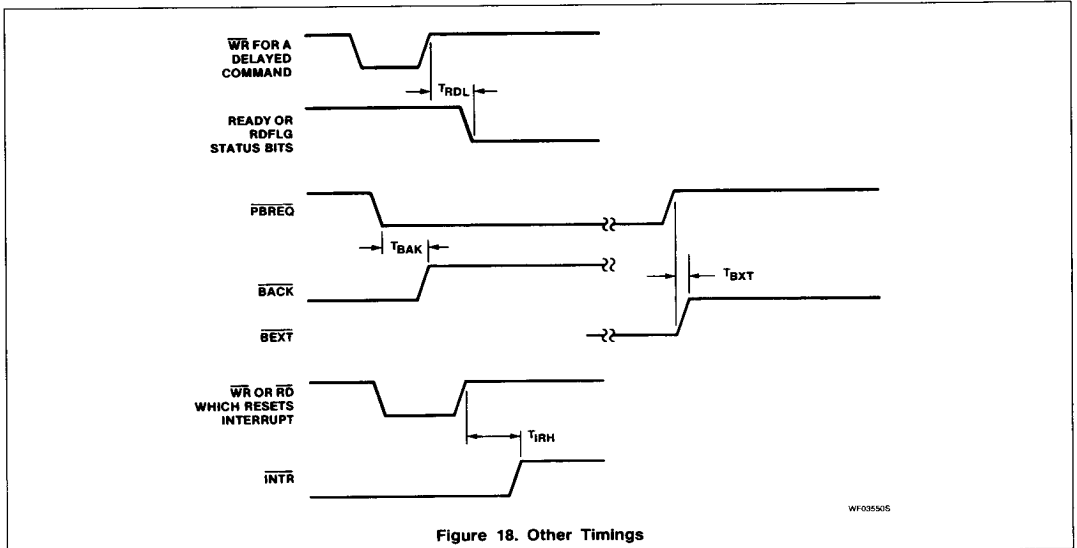 WR FOR A
DELAYED
COMMAND
TRDL
READY OR
RDFLG
STATUS BITS
PBREQ
TBAK
TBXT
BACK
BEXT
WR OR RD
WHICH RESETS
INTERRUPT
TIRH
INTR
WF03550S
Figure 18. Other Timings